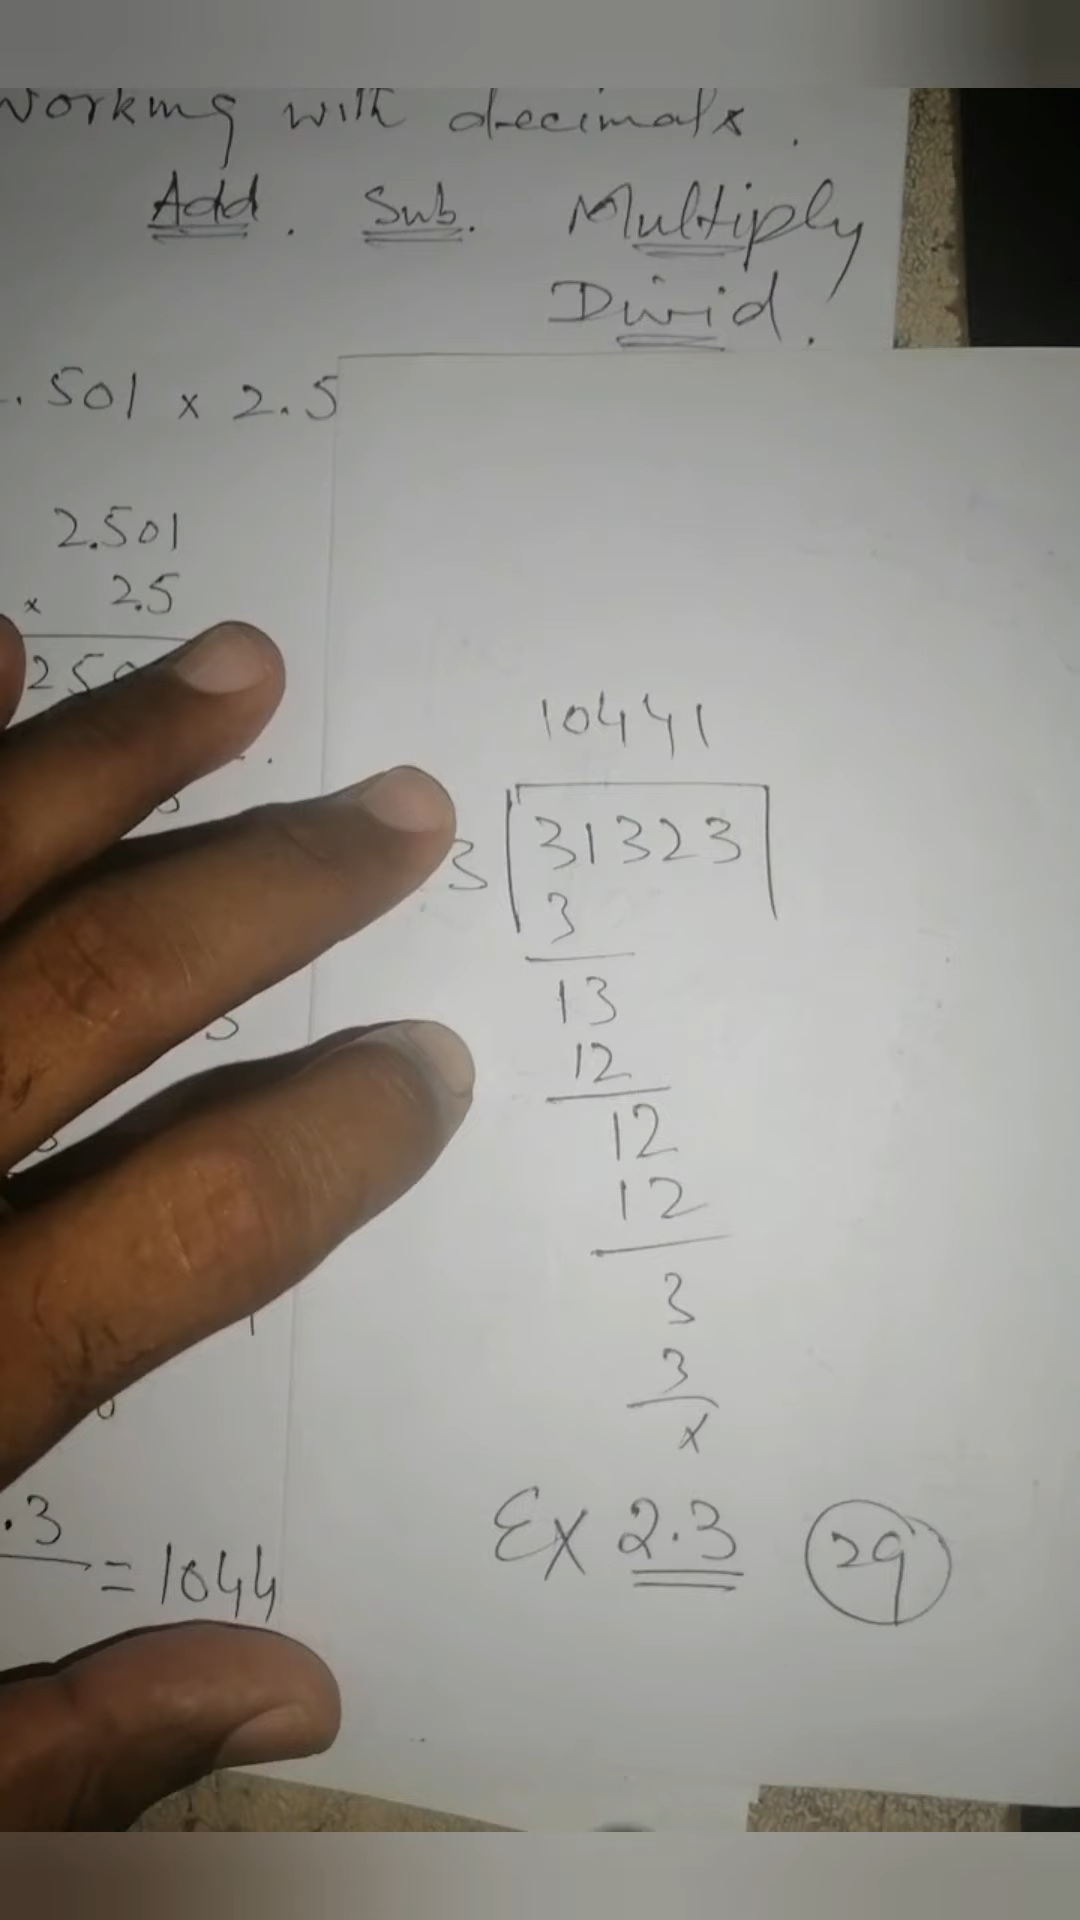 Working with decimals.
Add. Sub. Multiply
Divid.
.501 x 2.5
2.501
x 2.5
10441
3 31323
3
13
12
12
12
3
3
x
.3
= 1044
Ex 2.3 29